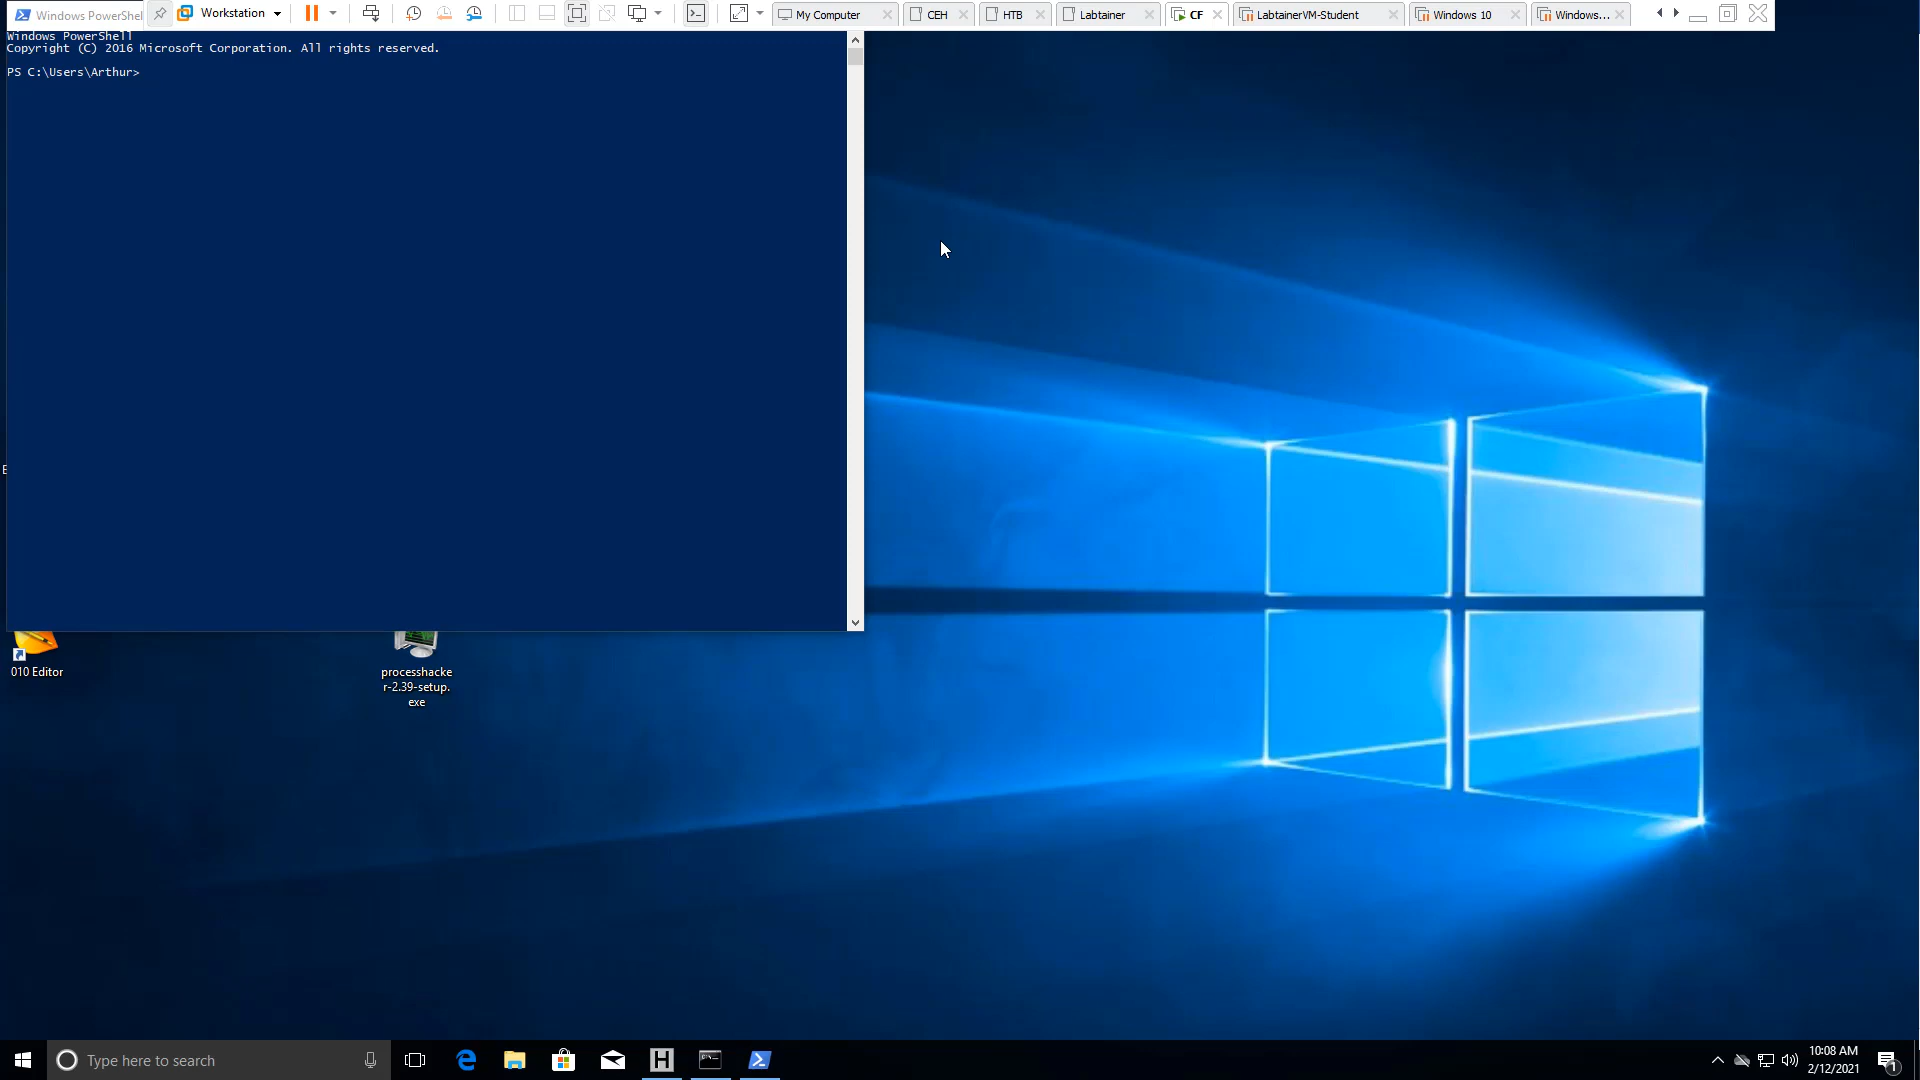 Windows PowerShel
Workstation
My Computer
CEH
HTB
Labtainer
CF
LabtainerVM-Student
Windows 10
Windows...
Windows PowerShell
Copyright (C) 2016 Microsoft Corporation. All rights reserved.
PS C:\Users\Arthur>
E
010 Editor
processhacke
r-2.39-setup.
exe
Type here to search
10:08 AM
2/12/2021
1